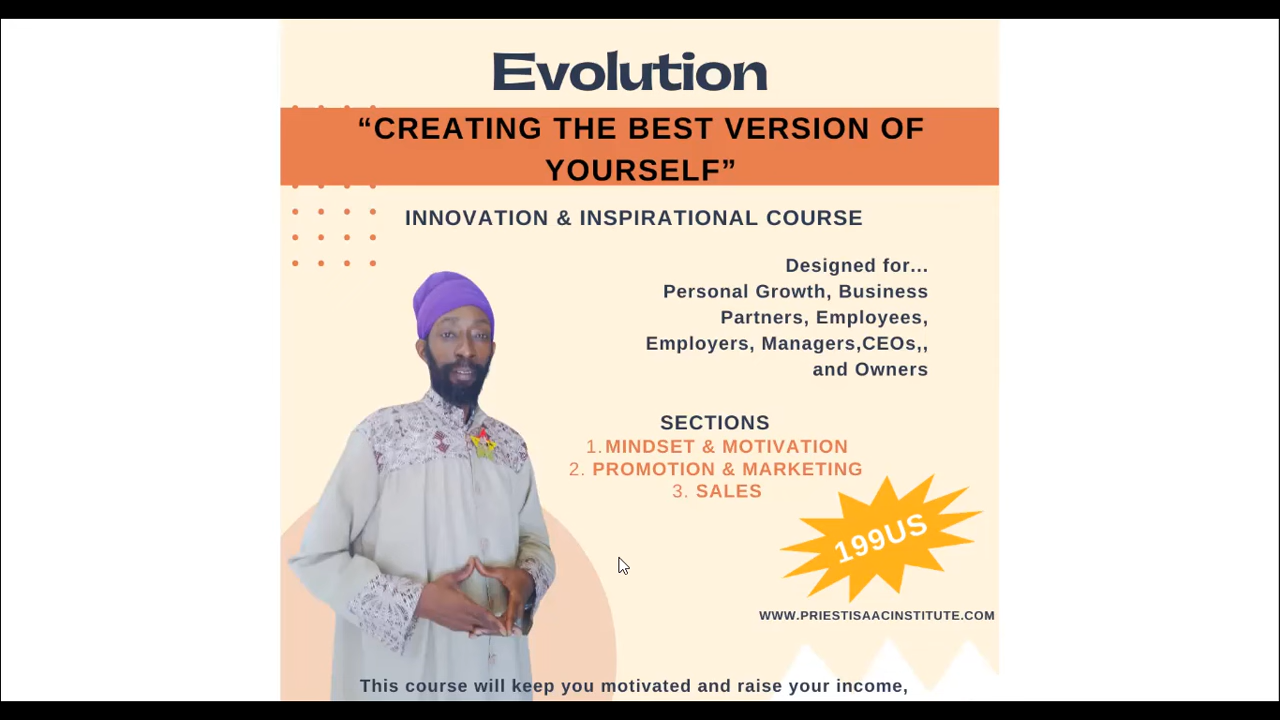 Evolution
“CREATING THE BEST VERSION OF
YOURSELF”
INNOVATION & INSPIRATIONAL COURSE
Designed for...
Personal Growth, Business
Partners, Employees,
Employers, Managers,CEOs,,
and Owners
SECTIONS
1.MINDSET & MOTIVATION
2. PROMOTION & MARKETING
3. SALES
199US
WWW.PRIESTISAACINSTITUTE.COM
This course will keep you motivated and raise your income,